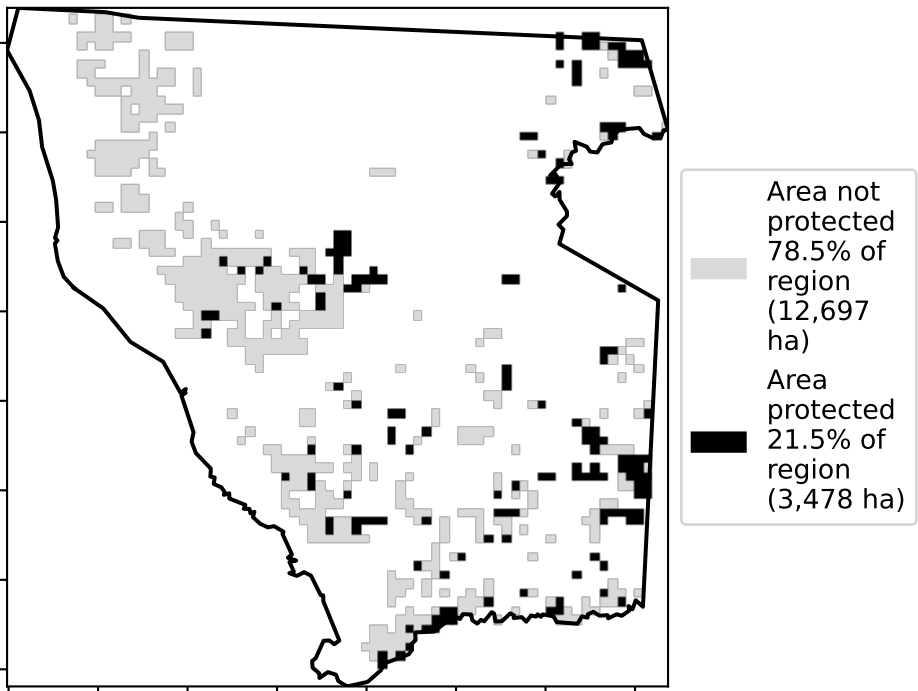 Area not
protected
78.5% of
region
(12,697
ha)
Area
protected
21.5% of
region
(3,478 ha)